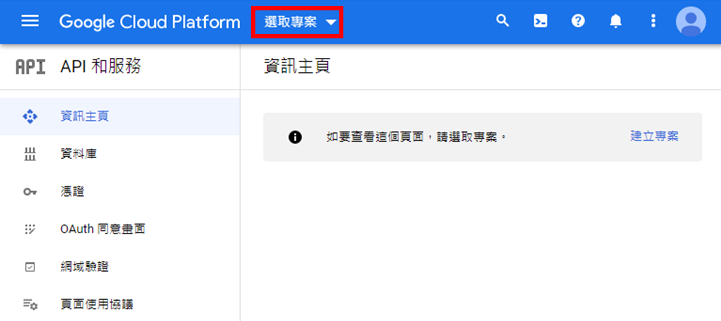 Google Cloud Platform 選取專案
API API 和服務
資訊主頁
資訊主頁
資料庫
憑證
OAuth 同意畫面
網域驗證
頁面使用協議
如要查看這個頁面，請選取專案。 建立專案